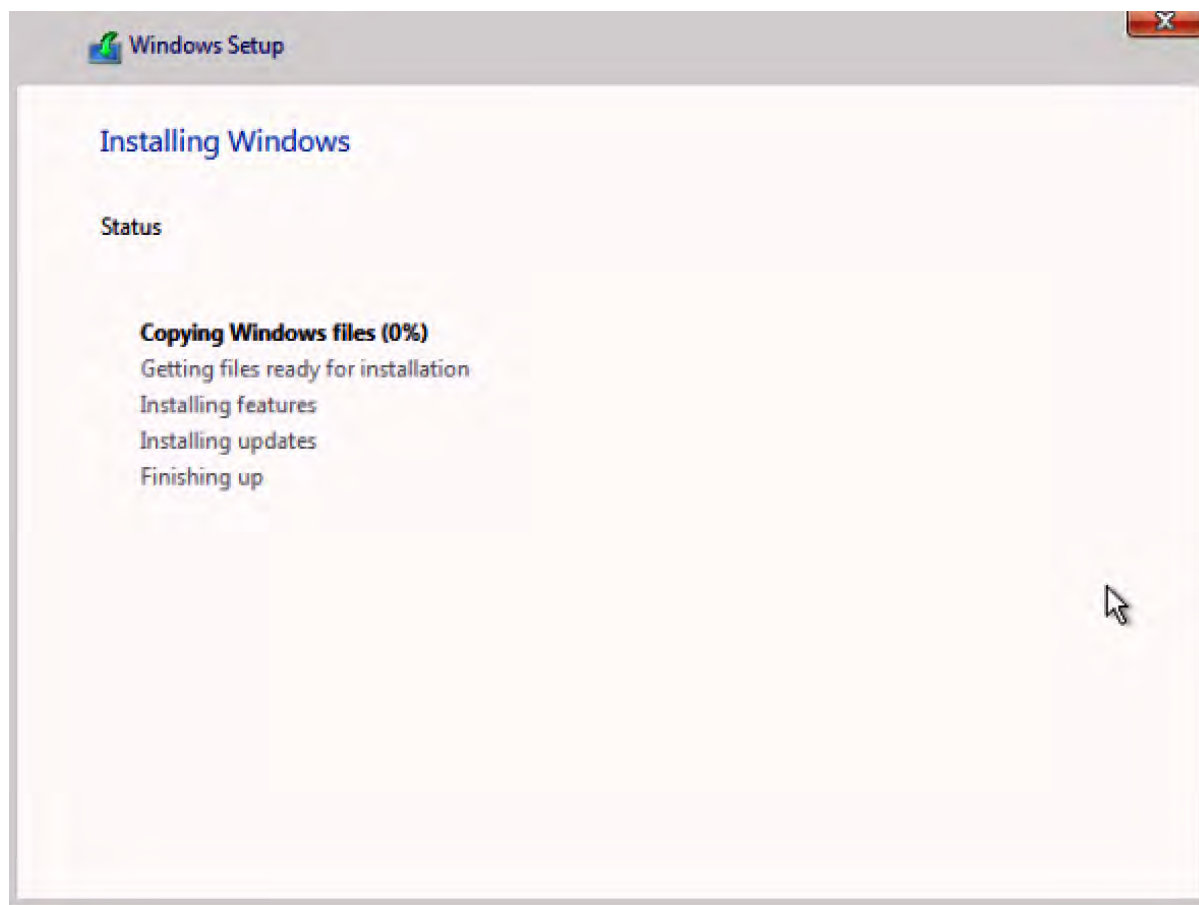 Windows Setup
Installing Windows
Status
Copying Windows files (0%)
Getting files ready for installation
Installing features
Installing updates
Finishing up